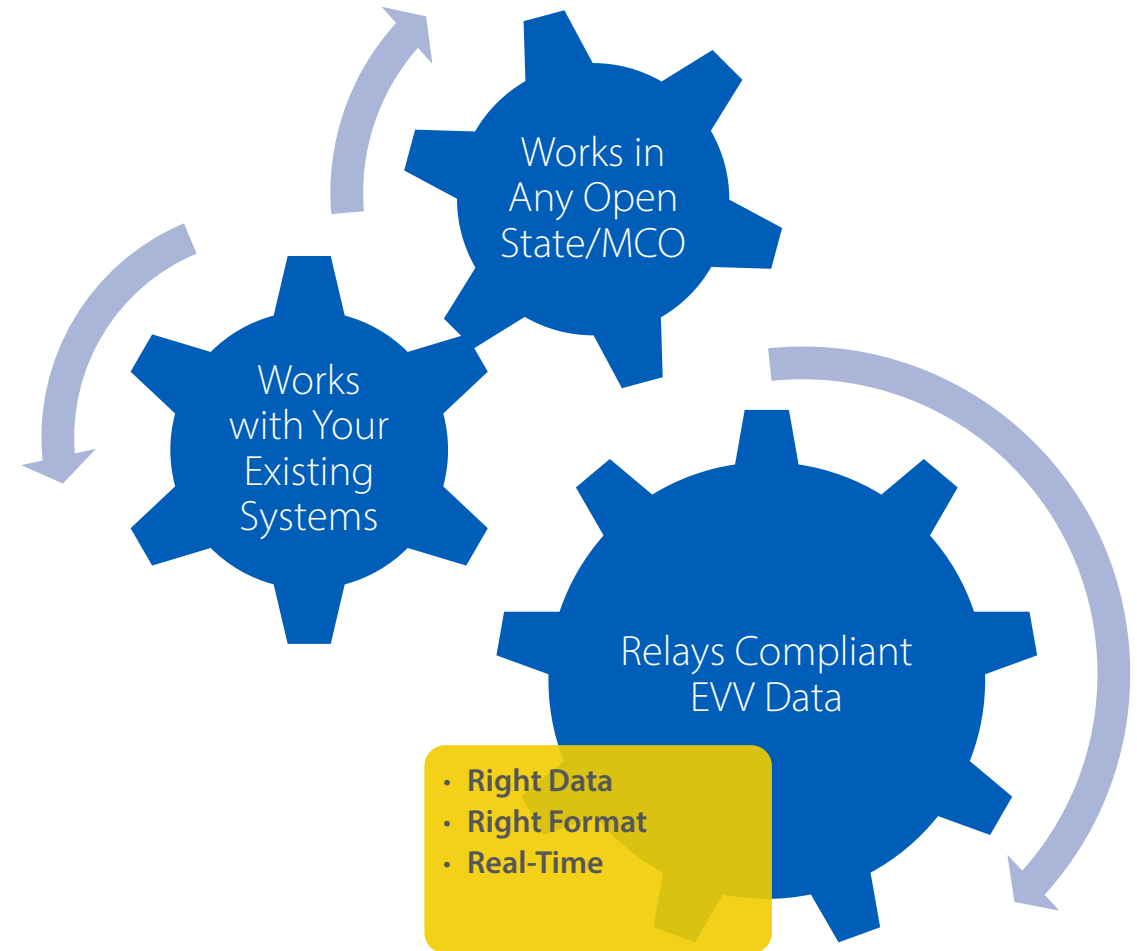 Works in
Any Open
State/MCO
Works
with Your
Existing
Systems
Relays Compliant
EVV Data
• Right Data
• Right Format
• Real-Time